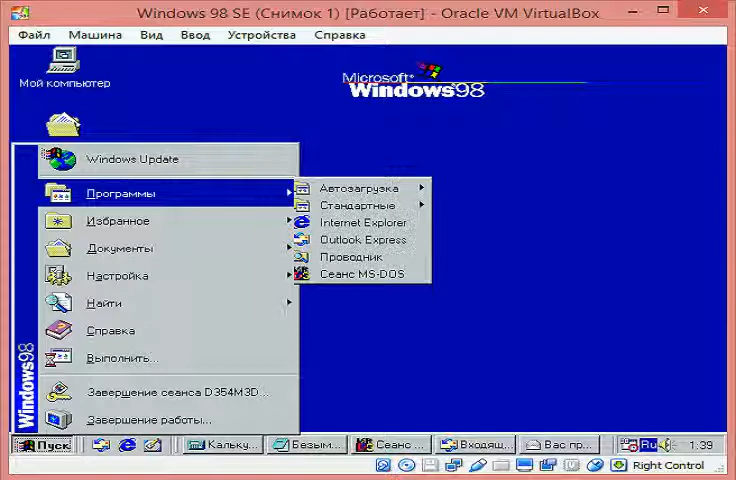 Windows 98 SE (Снимок 1) [Работает] - Oracle VM VirtualBox
Файл Машина Вид Ввод Устройства Справка
Мой компьютер
Microsoft
Windows 98
Windows Update
Программы
Избранное
Документы
Настройка
Найти
Справка
Выполнить...
Завершение сеанса D354M3D...
Завершение работы...
Windows98
Автозагрузка
Стандартные
Internet Explorer
Outlook Express
Проводник
Сеанс MS-DOS
Пуск Кальку... Безым... Сеанс ... Входящ... Вас пр... Ru 1:39
Right Control